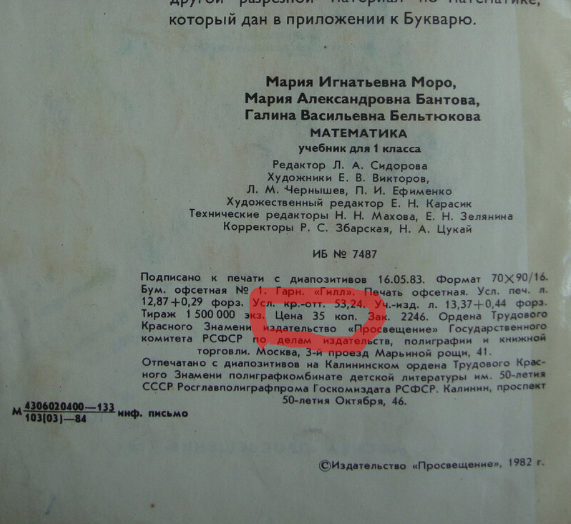 другой разрезной материал по математике,
который дан в приложении к Букварю.
Мария Игнатьевна Моро,
Мария Александровна Бантова,
Галина Васильевна Бельтюкова
МАТЕМАТИКА
учебник для 1 класса
Редактор Л. А. Сидорова
Художники Е. В. Викторов,
Л. М. Чернышев, П. И. Ефименко
Художественный редактор Е. Н. Карасик
Технические редакторы Н. Н. Махова, Е. Н. Зелянина
Корректоры Р. С. Збарская, Н. А. Цукай
ИБ № 7487
Подписано к печати с диапозитивов 16.05.83. Формат 70×90/16.
Бум. офсетная № 1. Гарн. «Гилл». Печать офсетная. Усл. печ. л.
12,87+0,29 форз. Усл. кр.-отт. 53,24. Уч.-изд. л. 13,37+0,44 форз.
Тираж 1 500 000 экз. Цена 35 коп. Зак. 2246. Ордена Трудового
Красного Знамени издательство «Просвещение» Государственного
комитета РСФСР по делам издательств, полиграфии и книжной
торговли. Москва, 3-й проезд Марьиной рощи, 41.
Отпечатано с диапозитивов на Калининском ордена Трудового Крас-
ного Знамени полиграфкомбинате детской литературы им. 50-летия
СССР Росглавполиграфпрома Госкомиздата РСФСР. Калинин, проспект
50-летия Октября, 46.
М 4306020400—133
103(03)—84 инф. письмо
©Издательство «Просвещение», 1982 г.